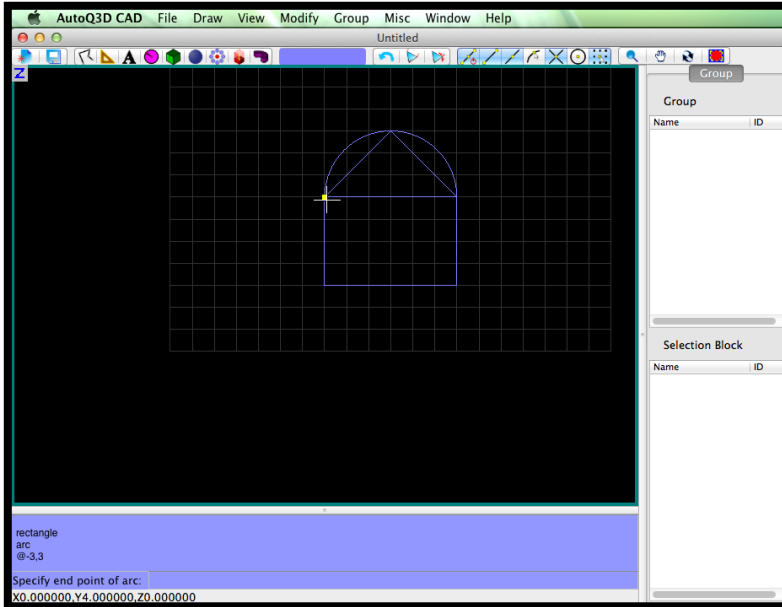 AutoQ3D CAD File Draw View Modify Group Misc Window Help
Untitled
A
Z
Group
Group
Name ID
Selection Block
Name ID
rectangle
arc
@-3,3
Specify end point of arc:
X0.000000,Y4.000000,Z0.000000